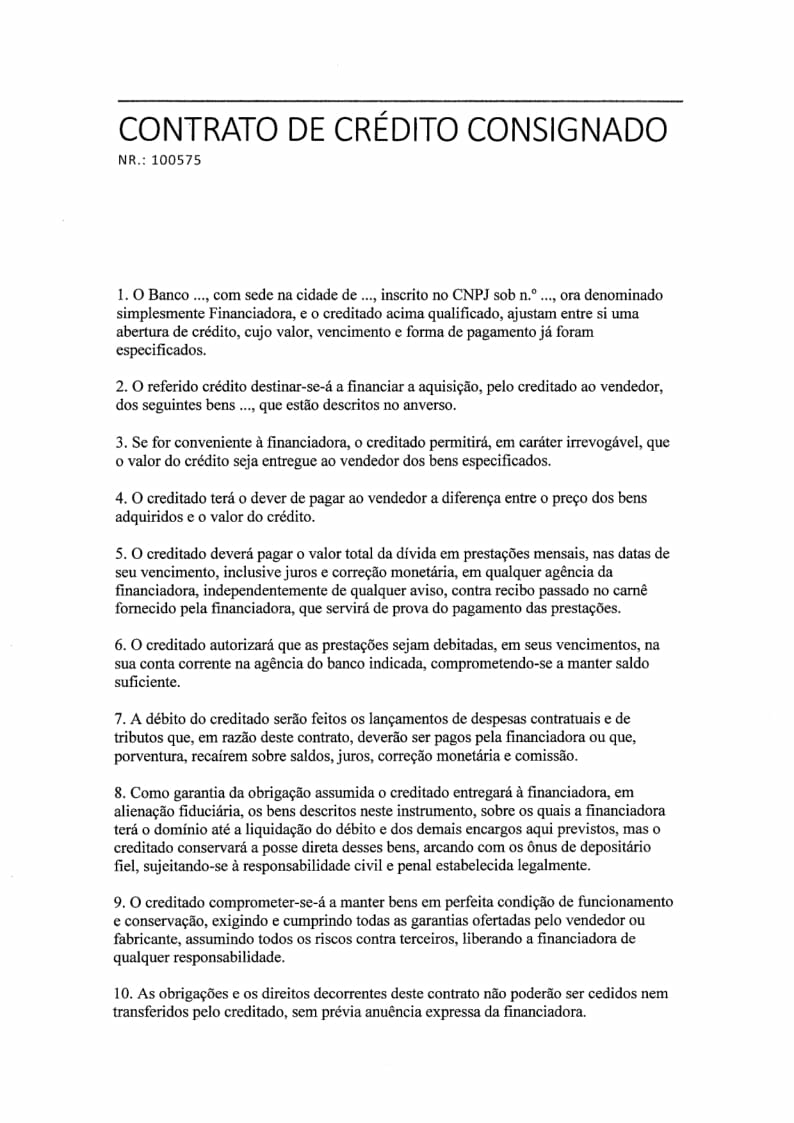 CONTRATO DE CRÉDITO CONSIGNADO
NR.: 100575
1. O Banco ..., com sede na cidade de ..., inscrito no CNPJ sob n.º ..., ora denominado
simplesmente Financiadora, e o creditado acima qualificado, ajustam entre si uma
abertura de crédito, cujo valor, vencimento e forma de pagamento já foram
especificados.
2. O referido crédito destinar-se-á a financiar a aquisição, pelo creditado ao vendedor,
dos seguintes bens ..., que estão descritos no anverso.
3. Se for conveniente à financiadora, o creditado permitirá, em caráter irrevogável, que
o valor do crédito seja entregue ao vendedor dos bens especificados.
4. O creditado terá o dever de pagar ao vendedor a diferença entre o preço dos bens
adquiridos e o valor do crédito.
5. O creditado deverá pagar o valor total da dívida em prestações mensais, nas datas de
seu vencimento, inclusive juros e correção monetária, em qualquer agência da
financiadora, independentemente de qualquer aviso, contra recibo passado no carnê
fornecido pela financiadora, que servirá de prova do pagamento das prestações.
6. O creditado autorizará que as prestações sejam debitadas, em seus vencimentos, na
sua conta corrente na agência do banco indicada, comprometendo-se a manter saldo
suficiente.
7. A débito do creditado serão feitos os lançamentos de despesas contratuais e de
tributos que, em razão deste contrato, deverão ser pagos pela financiadora ou que,
porventura, recaírem sobre saldos, juros, correção monetária e comissão.
8. Como garantia da obrigação assumida o creditado entregará à financiadora, em
alienação fiduciária, os bens descritos neste instrumento, sobre os quais a financiadora
terá o domínio até a liquidação do débito e dos demais encargos aqui previstos, mas o
creditado conservará a posse direta desses bens, arcando com os ônus de depositário
fiel, sujeitando-se à responsabilidade civil e penal estabelecida legalmente.
9. O creditado comprometer-se-á a manter bens em perfeita condição de funcionamento
e conservação, exigindo e cumprindo todas as garantias ofertadas pelo vendedor ou
fabricante, assumindo todos os riscos contra terceiros, liberando a financiadora de
qualquer responsabilidade.
10. As obrigações e os direitos decorrentes deste contrato não poderão ser cedidos nem
transferidos pelo creditado, sem prévia anuência expressa da financiadora.